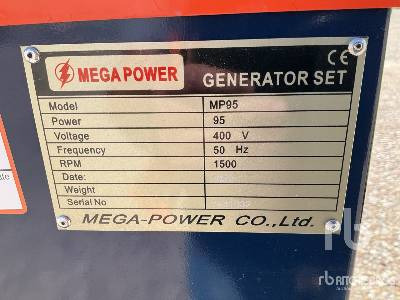 MEGA POWER
GENERATOR SET
CE
Model MP95
Power 95
Voltage 400 V
Frequency 50 Hz
RPM 1500
Date:
Weight
Serial No
MEGA-POWER CO.,Ltd.
rb